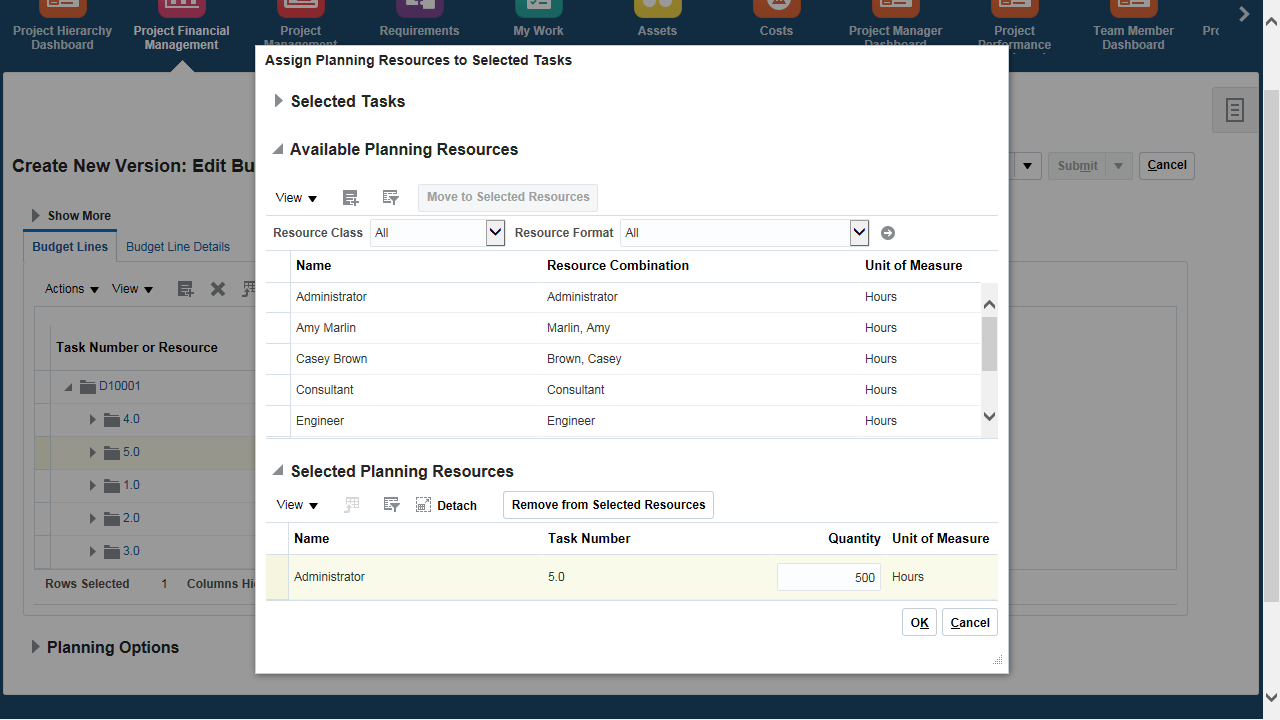 Project Hierarchy Dashboard
Project Financial Management
Project Management
Requirements
My Work
Assets
Costs
Project Manager Dashboard
Project Performance
Team Member Dashboard
Assign Planning Resources to Selected Tasks
Selected Tasks
Available Planning Resources
Create New Version: Edit Bu
Submit
Cancel
View
Move to Selected Resources
Show More
Resource Class All Resource Format All
Budget Lines Budget Line Details
Name Resource Combination Unit of Measure
Actions View
Administrator Administrator Hours
Amy Marlin Marlin, Amy Hours
Task Number or Resource
Casey Brown Brown, Casey Hours
D10001
Consultant Consultant Hours
4.0
Engineer Engineer Hours
5.0
Selected Planning Resources
1.0
View Detach Remove from Selected Resources
2.0
Name Task Number Quantity Unit of Measure
3.0
Administrator 5.0 500 Hours
Rows Selected 1 Columns Hi
OK Cancel
Planning Options